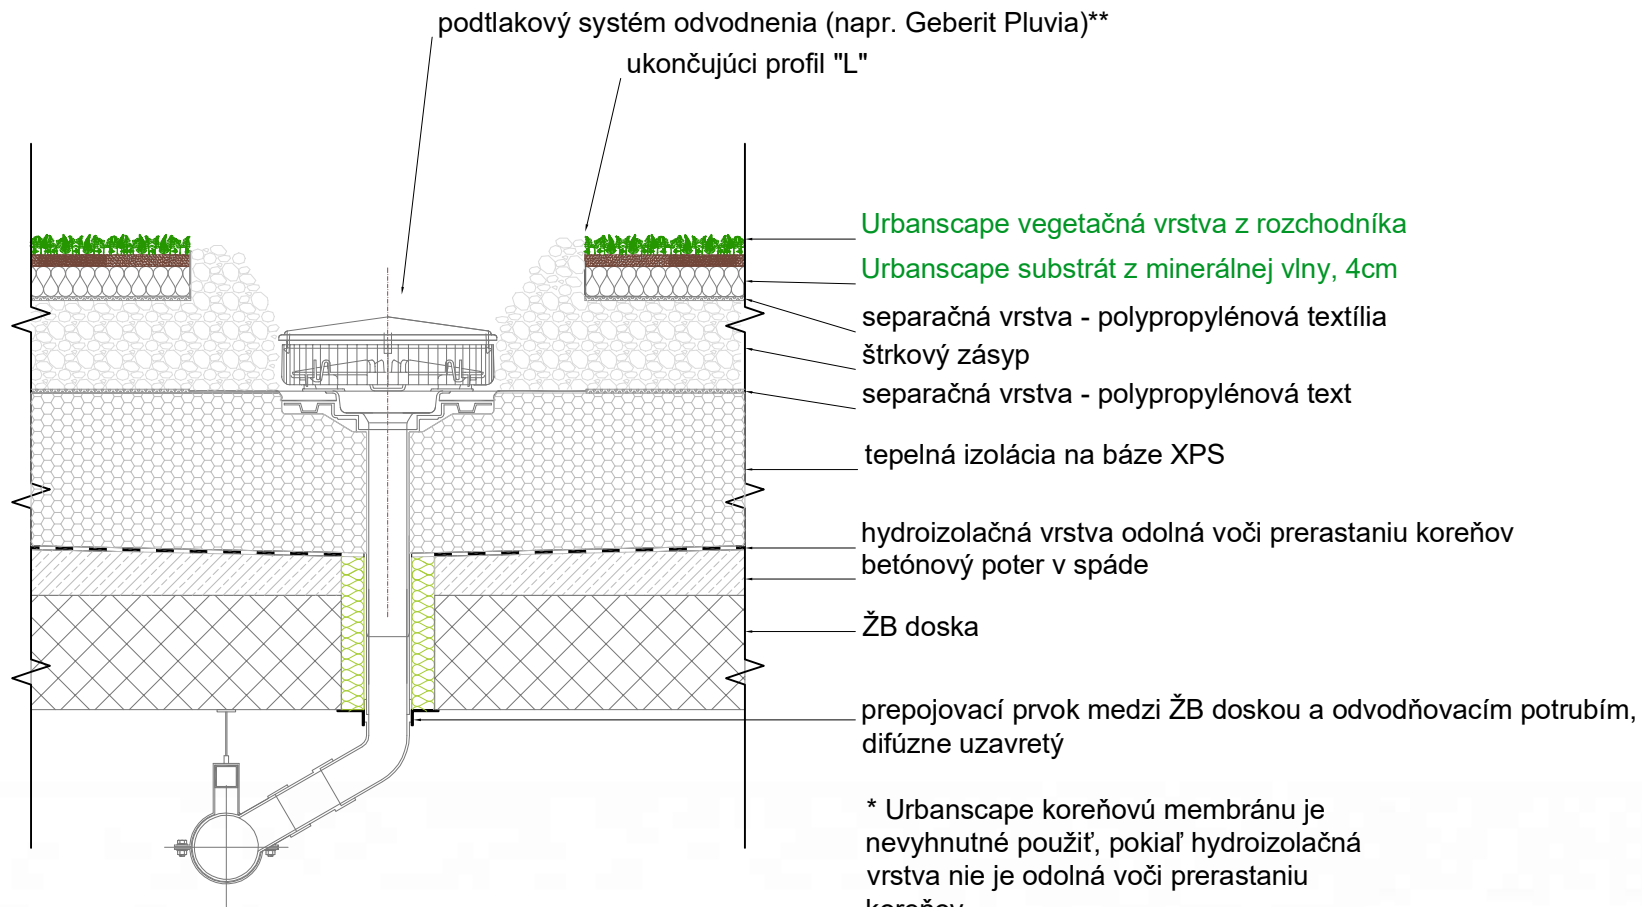 podtlakový systém odvodnenia (napr. Geberit Pluvia)**
ukončujúci profil "L"
Urbanscape vegetačná vrstva z rozchodníka
Urbanscape substrát z minerálnej vlny, 4cm
separačná vrstva - polypropylénová textília
štrkový zásyp
separačná vrstva - polypropylénová text
tepelná izolácia na báze XPS
hydroizolačná vrstva odolná voči prerastaniu koreňov
betónový poter v spáde
ŽB doska
prepojovací prvok medzi ŽB doskou a odvodňovacím potrubím,
difúzne uzavretý
* Urbanscape koreňovú membránu je
nevyhnutné použiť, pokiaľ hydroizolačná
vrstva nie je odolná voči prerastaniu
koreňov